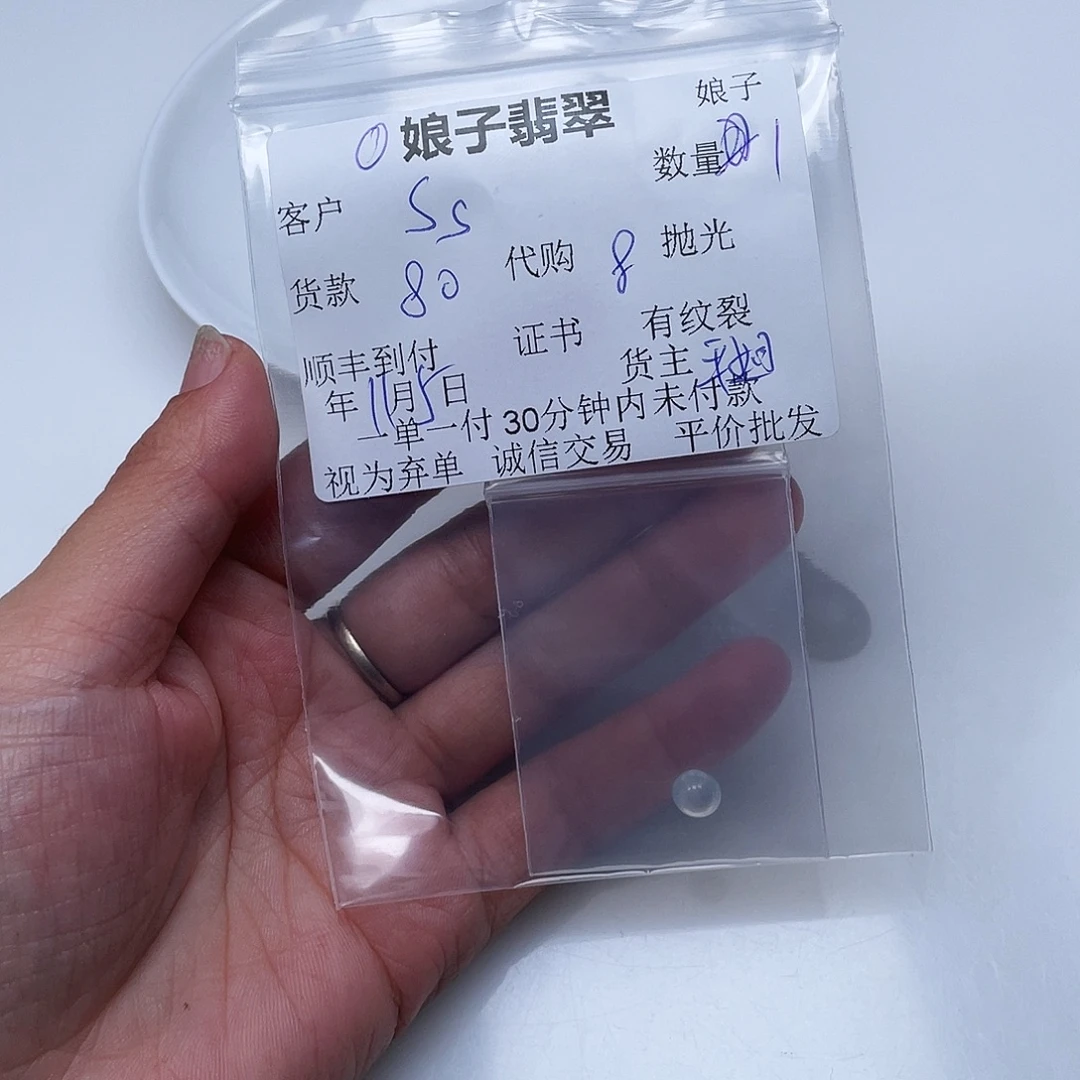 娘子
① 娘子翡翠
数量 1
客户 SS
货款 80 代购 8 抛光
证书 有纹裂
顺丰到付 货主
年11月5日
一单一付 30分钟内未付款
视为弃单 诚信交易 平价批发